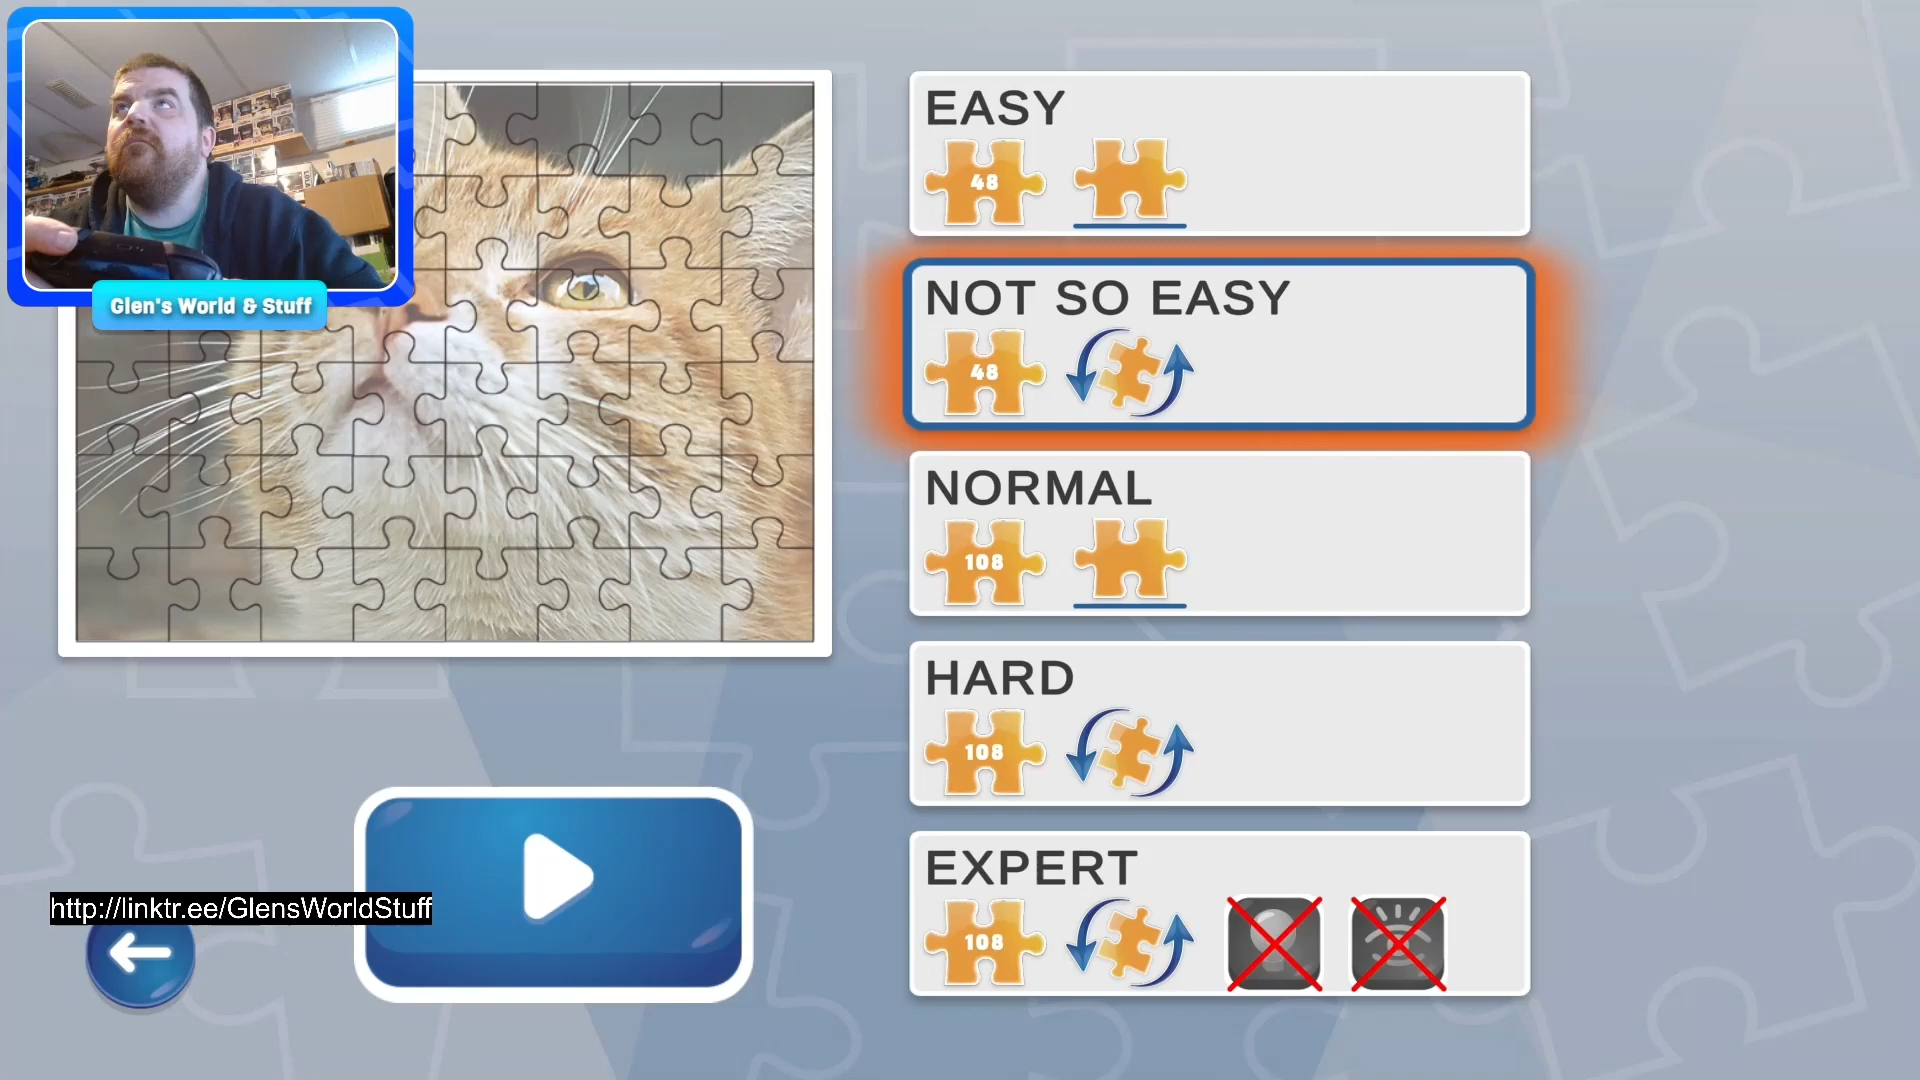 Glen's World & Stuff
EASY
48
NOT SO EASY
48
NORMAL
108
HARD
108
EXPERT
108
http://linktr.ee/GlensWorldStuff